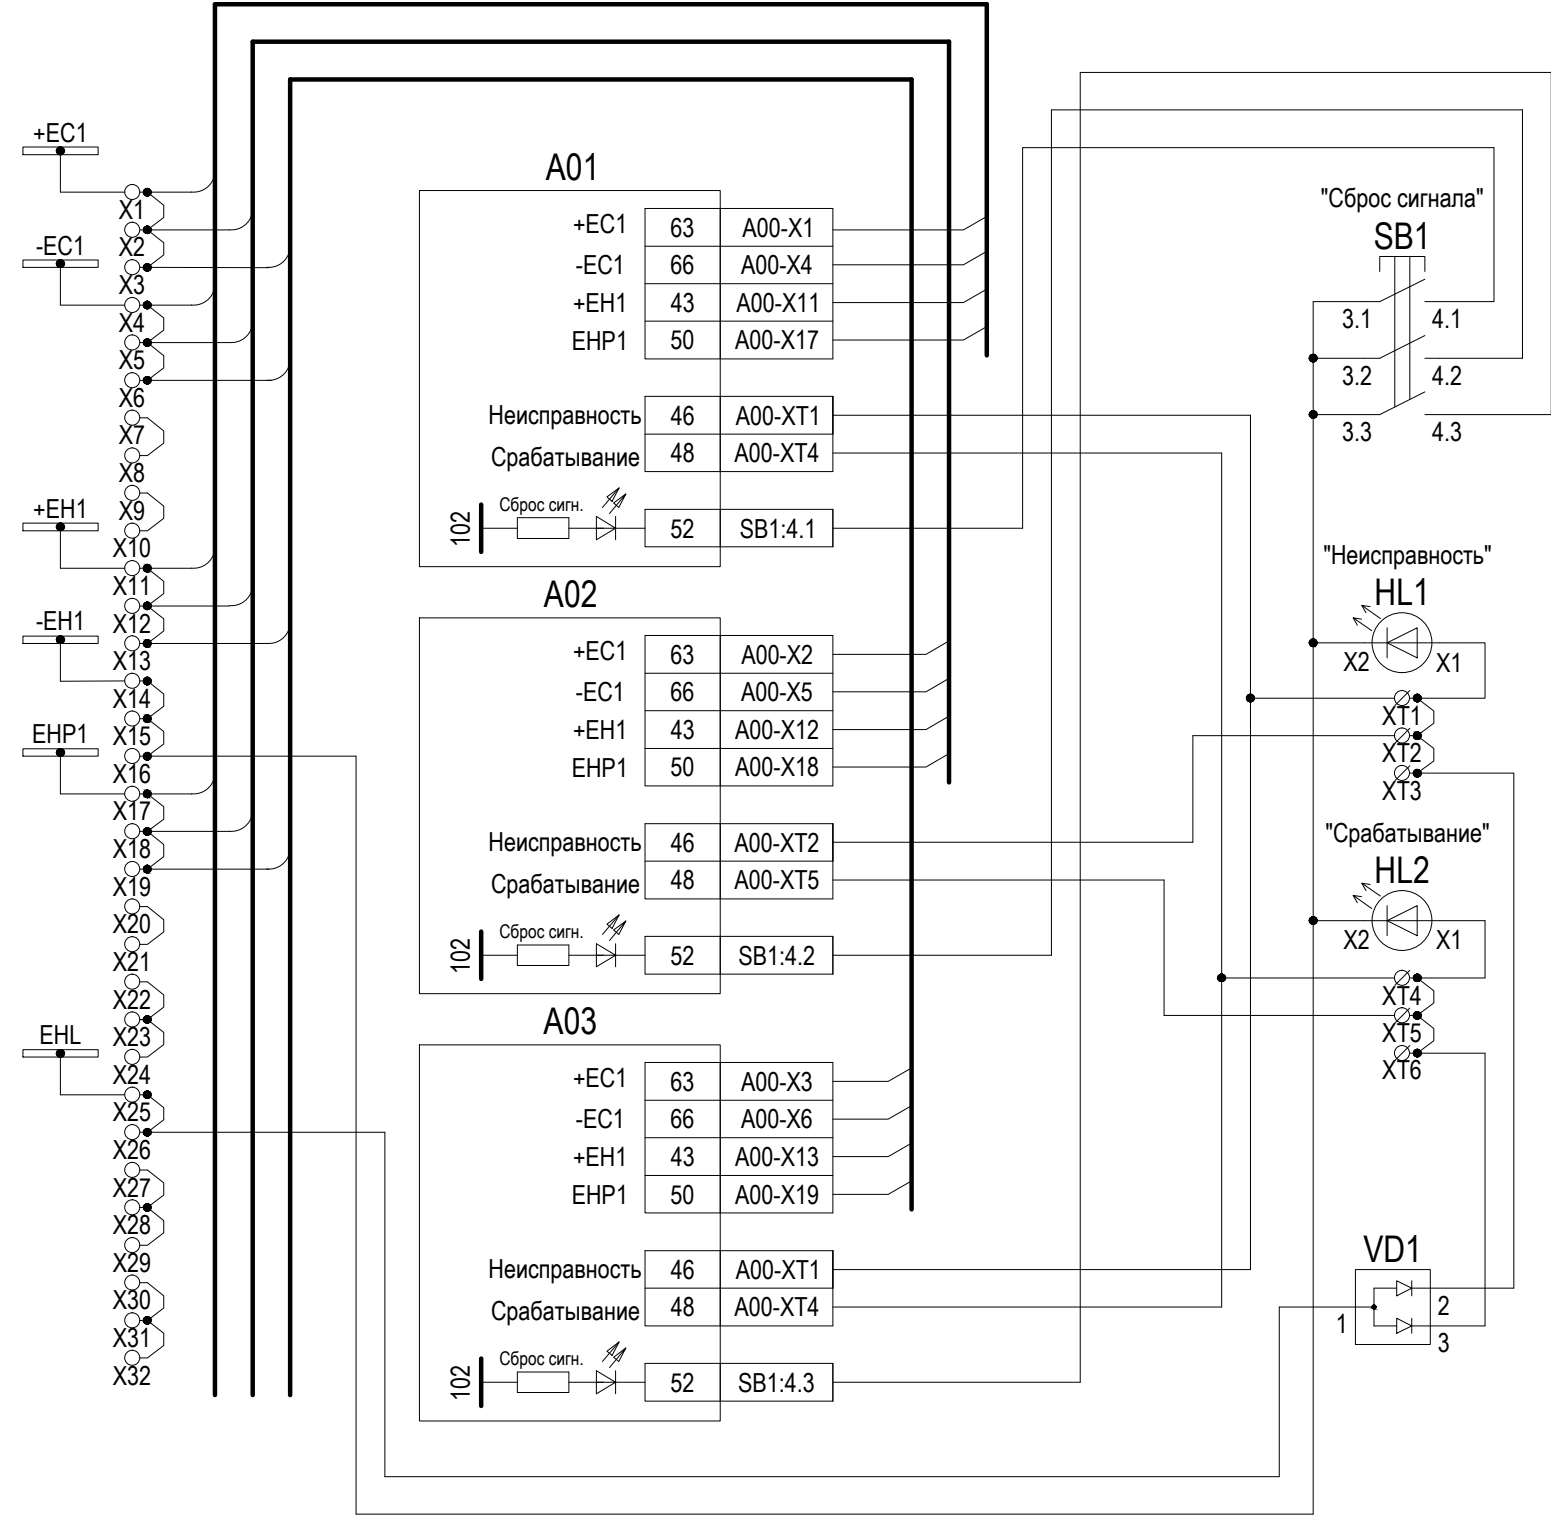 +EC1
X1
X2
-EC1
X3
X4
X5
X6
X7
X8
X9
+EH1
X10
X11
X12
-EH1
X13
X14
X15
EHP1
X16
X17
X18
X19
X20
X21
X22
X23
EHL
X24
X25
X26
X27
X28
X29
X30
X31
X32
A01
+EC1 63 A00-X1
-EC1 66 A00-X4
+EH1 43 A00-X11
EHP1 50 A00-X17
Неисправность 46 A00-XT1
Срабатывание 48 A00-XT4
102 Сброс сигн. 52 SB1:4.1
A02
+EC1 63 A00-X2
-EC1 66 A00-X5
+EH1 43 A00-X12
EHP1 50 A00-X18
Неисправность 46 A00-XT2
Срабатывание 48 A00-XT5
102 Сброс сигн. 52 SB1:4.2
A03
+EC1 63 A00-X3
-EC1 66 A00-X6
+EH1 43 A00-X13
EHP1 50 A00-X19
Неисправность 46 A00-XT1
Срабатывание 48 A00-XT4
102 Сброс сигн. 52 SB1:4.3
"Сброс сигнала"
SB1
3.1 4.1
3.2 4.2
3.3 4.3
"Неисправность"
HL1
X2 X1
XT1
XT2
XT3
"Срабатывание"
HL2
X2 X1
XT4
XT5
XT6
VD1
1 2
3